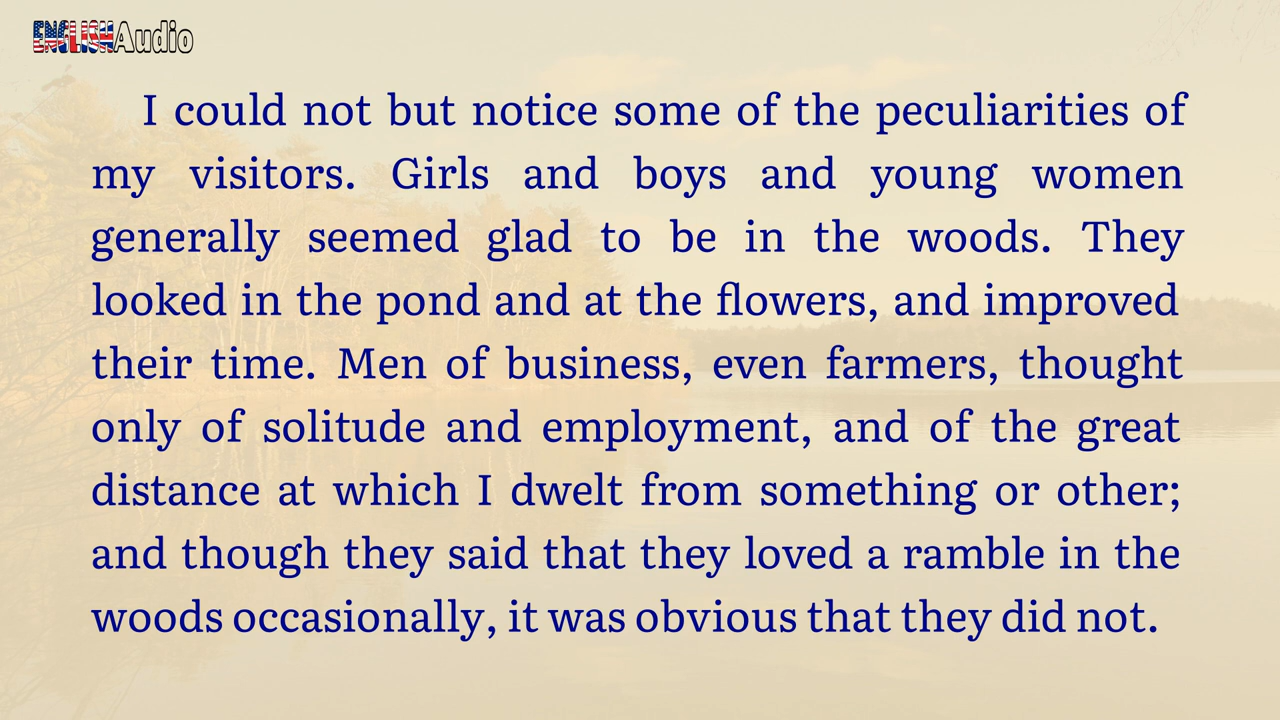 ENGLISHAudio
I could not but notice some of the peculiarities of
my visitors. Girls and boys and young women
generally seemed glad to be in the woods. They
looked in the pond and at the flowers, and improved
their time. Men of business, even farmers, thought
only of solitude and employment, and of the great
distance at which I dwelt from something or other;
and though they said that they loved a ramble in the
woods occasionally, it was obvious that they did not.